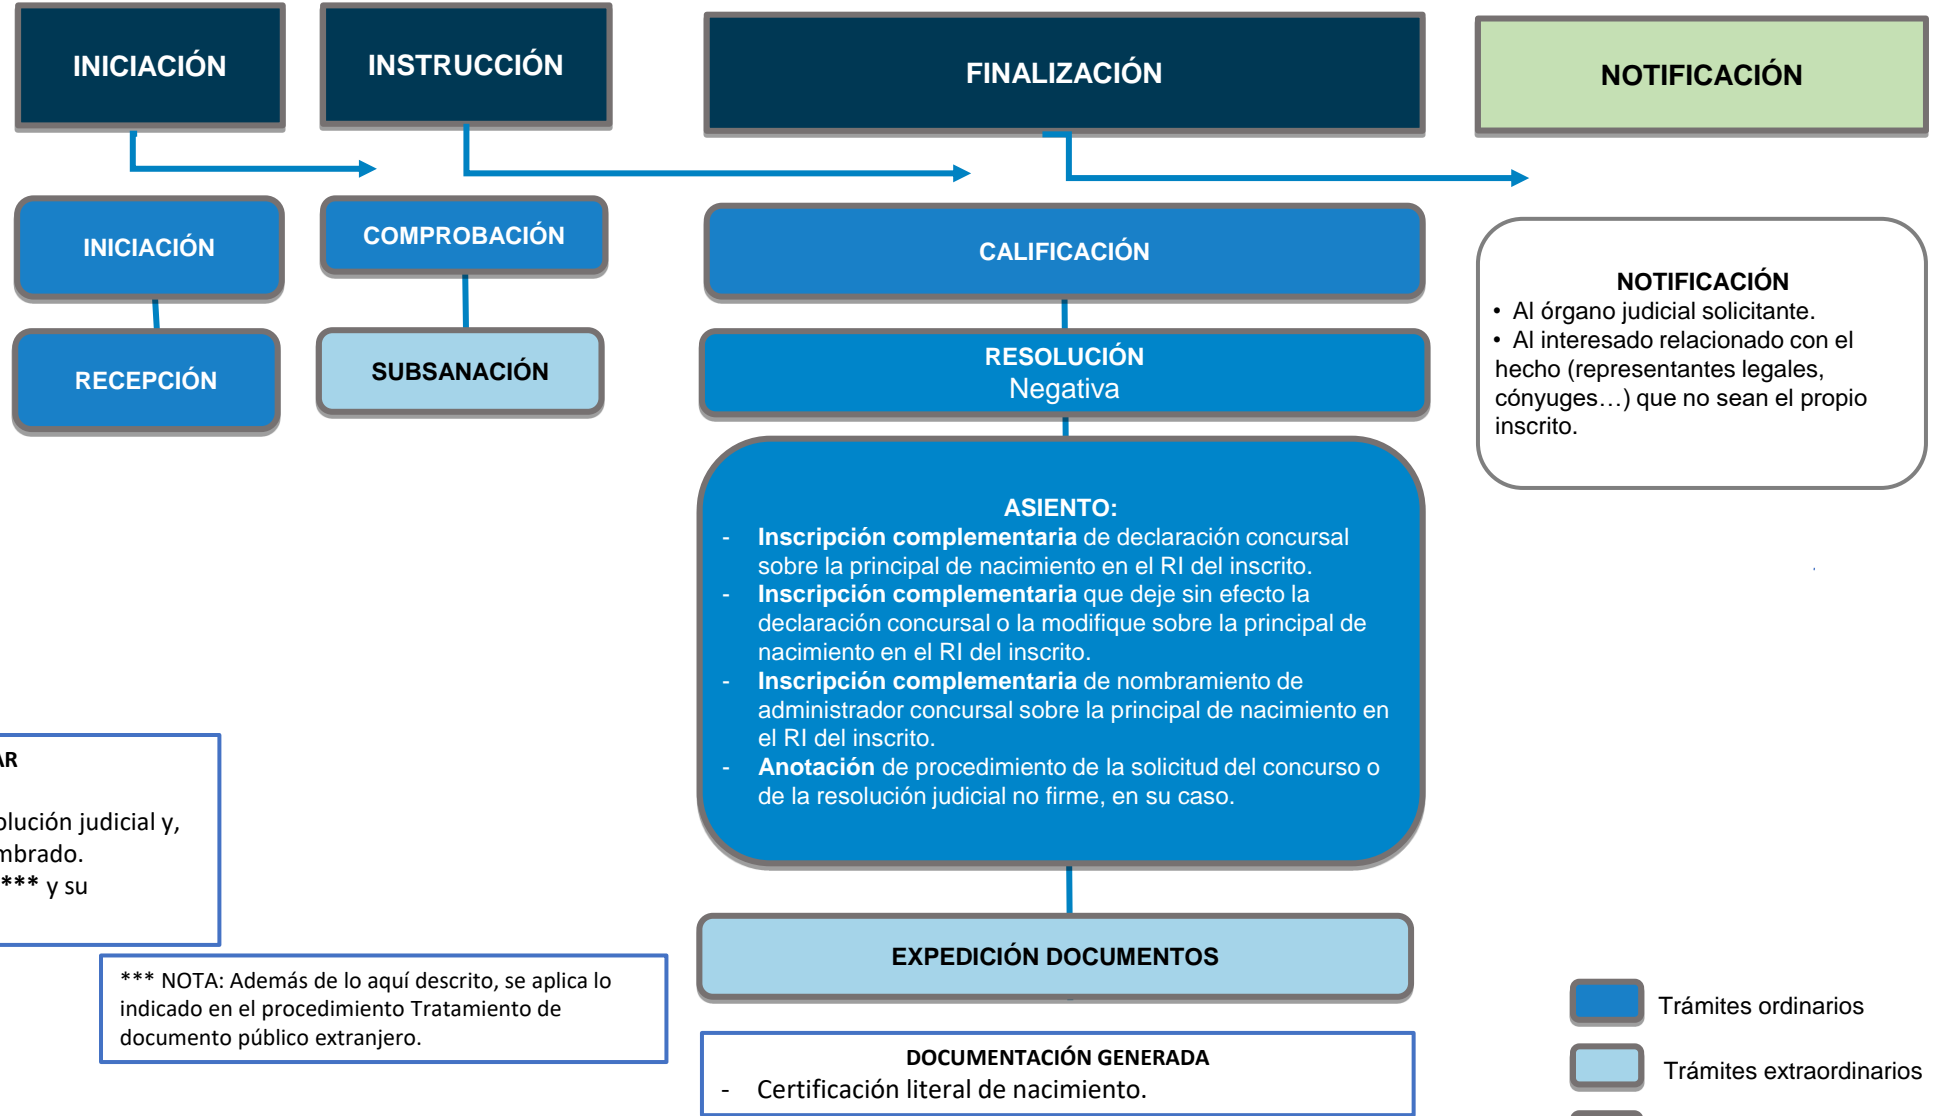 INICIACIÓN
INSTRUCCIÓN
FINALIZACIÓN
NOTIFICACIÓN
INICIACIÓN
RECEPCIÓN
COMPROBACIÓN
SUBSANACIÓN
CALIFICACIÓN
RESOLUCIÓN
Negativa
ASIENTO:
- Inscripción complementaria de declaración concursal
sobre la principal de nacimiento en el RI del inscrito.
- Inscripción complementaria que deje sin efecto la
declaración concursal o la modifique sobre la principal de
nacimiento en el RI del inscrito.
- Inscripción complementaria de nombramiento de
administrador concursal sobre la principal de nacimiento en
el RI del inscrito.
- Anotación de procedimiento de la solicitud del concurso o
de la resolución judicial no firme, en su caso.
EXPEDICIÓN DOCUMENTOS
DOCUMENTACIÓN GENERADA
- Certificación literal de nacimiento.
NOTIFICACIÓN
• Al órgano judicial solicitante.
• Al interesado relacionado con el
hecho (representantes legales,
cónyuges…) que no sean el propio
inscrito.
AR
olución judicial y,
mbrado.
*** y su
*** NOTA: Además de lo aquí descrito, se aplica lo
indicado en el procedimiento Tratamiento de
documento público extranjero.
Trámites ordinarios
Trámites extraordinarios